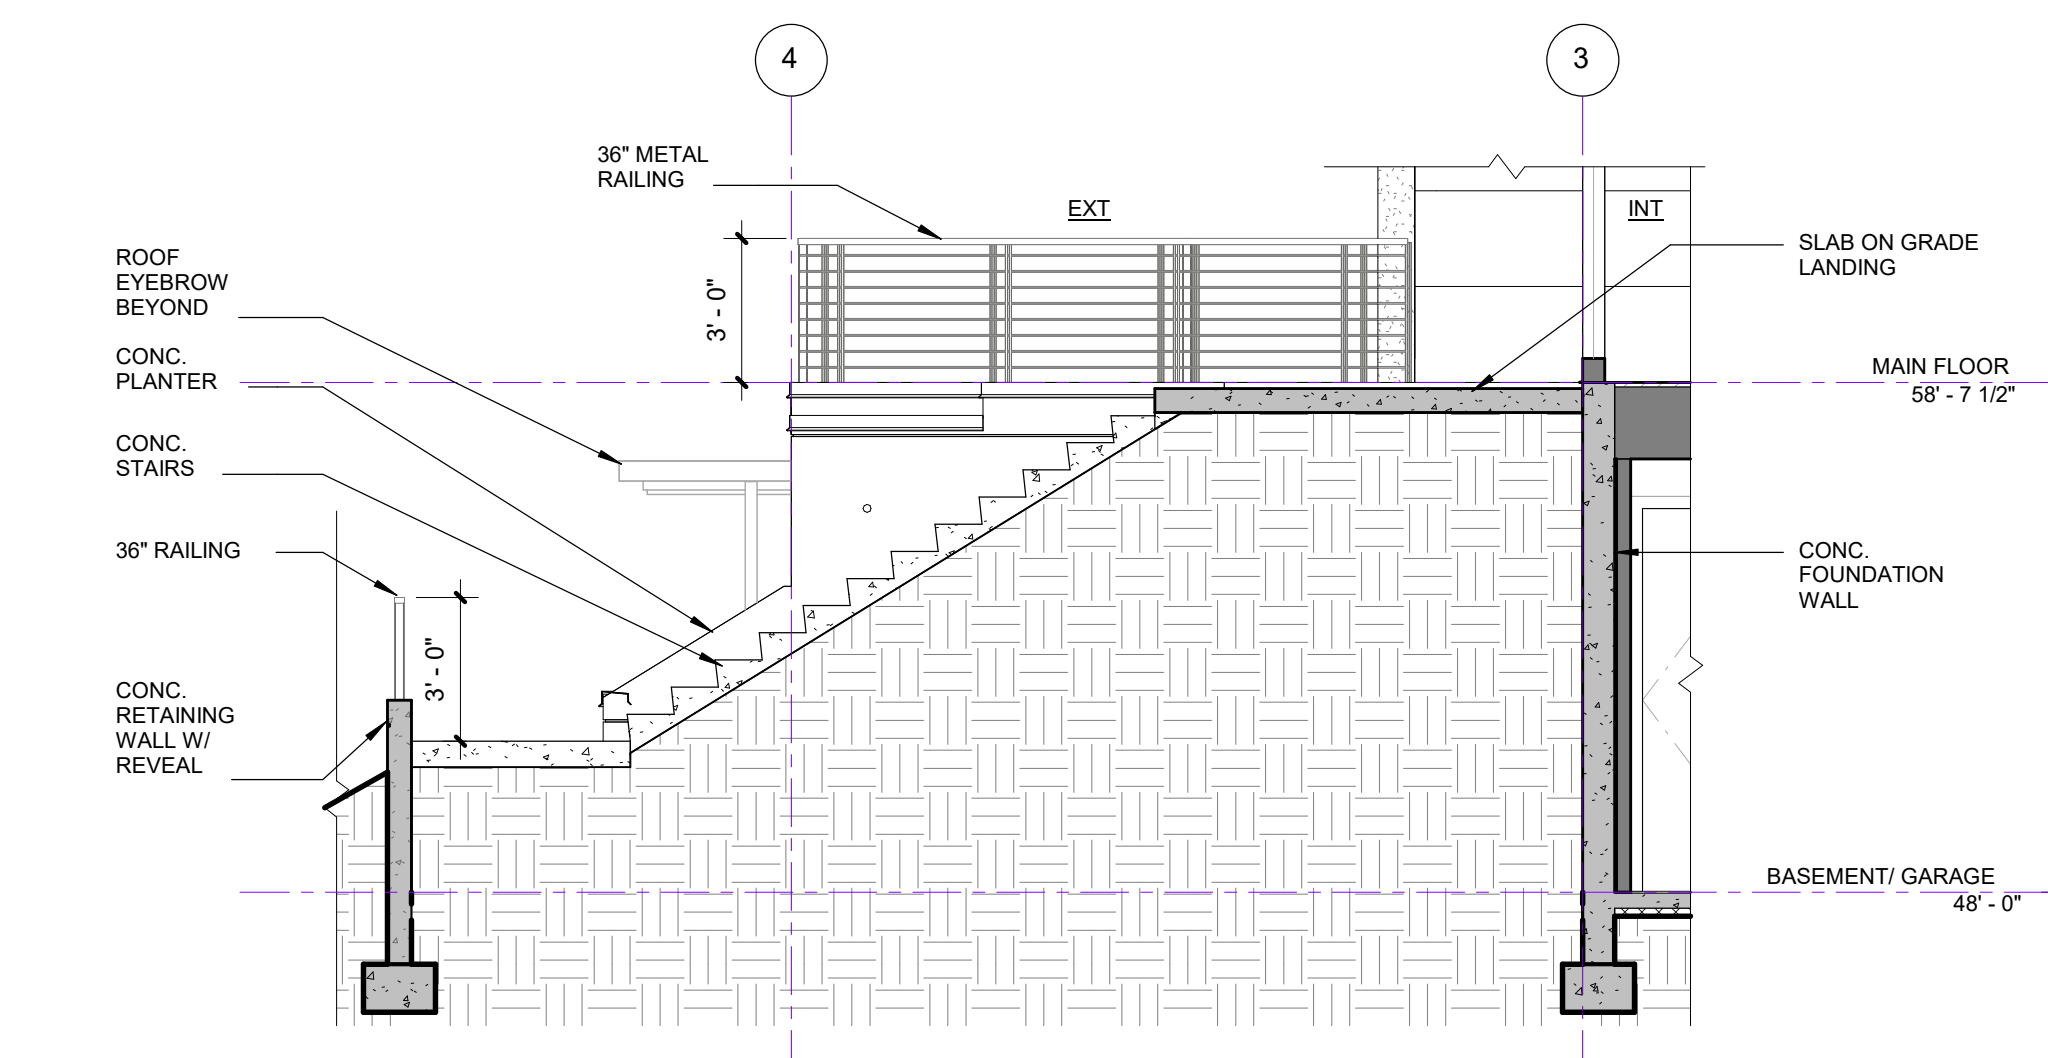 4
3
36" METAL
RAILING
EXT
INT
SLAB ON GRADE
LANDING
ROOF
EYEBROW
BEYOND
3' - 0"
CONC.
PLANTER
MAIN FLOOR
58' - 7 1/2"
CONC.
STAIRS
36" RAILING
CONC.
FOUNDATION
WALL
3' - 0"
CONC.
RETAINING
WALL W/
REVEAL
BASEMENT/ GARAGE
48' - 0"